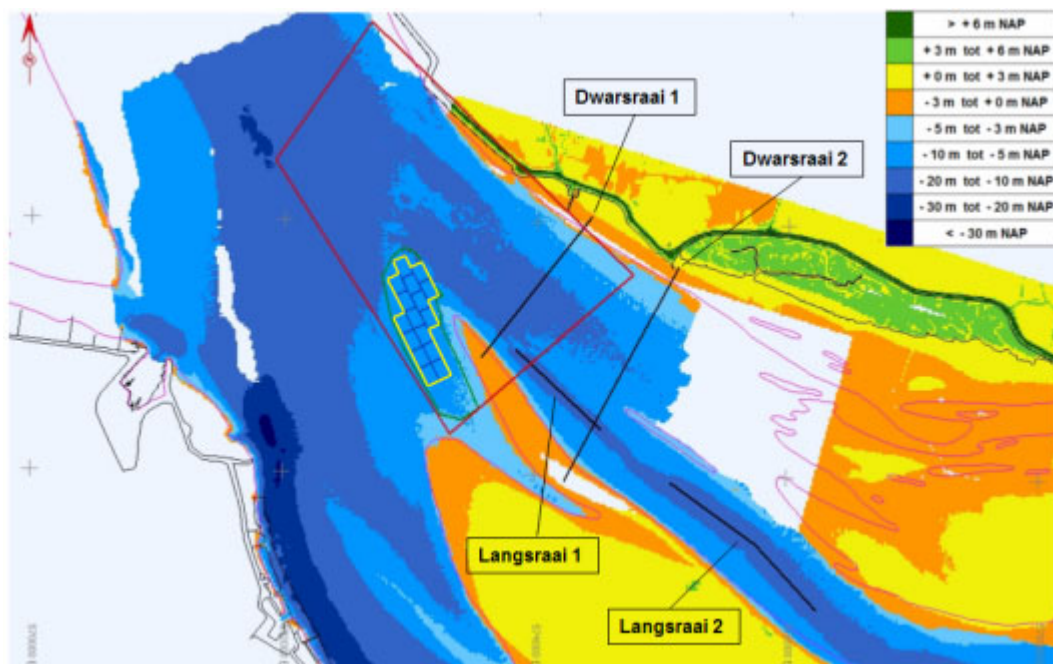 > + 6 m NAP
+ 3 m tot + 6 m NAP
+ 0 m tot + 3 m NAP
- 3 m tot + 0 m NAP
- 5 m tot - 3 m NAP
- 10 m tot - 5 m NAP
- 20 m tot - 10 m NAP
- 30 m tot - 20 m NAP
< - 30 m NAP
Dwarsraai 1
Dwarsraai 2
Langsraai 1
Langsraai 2